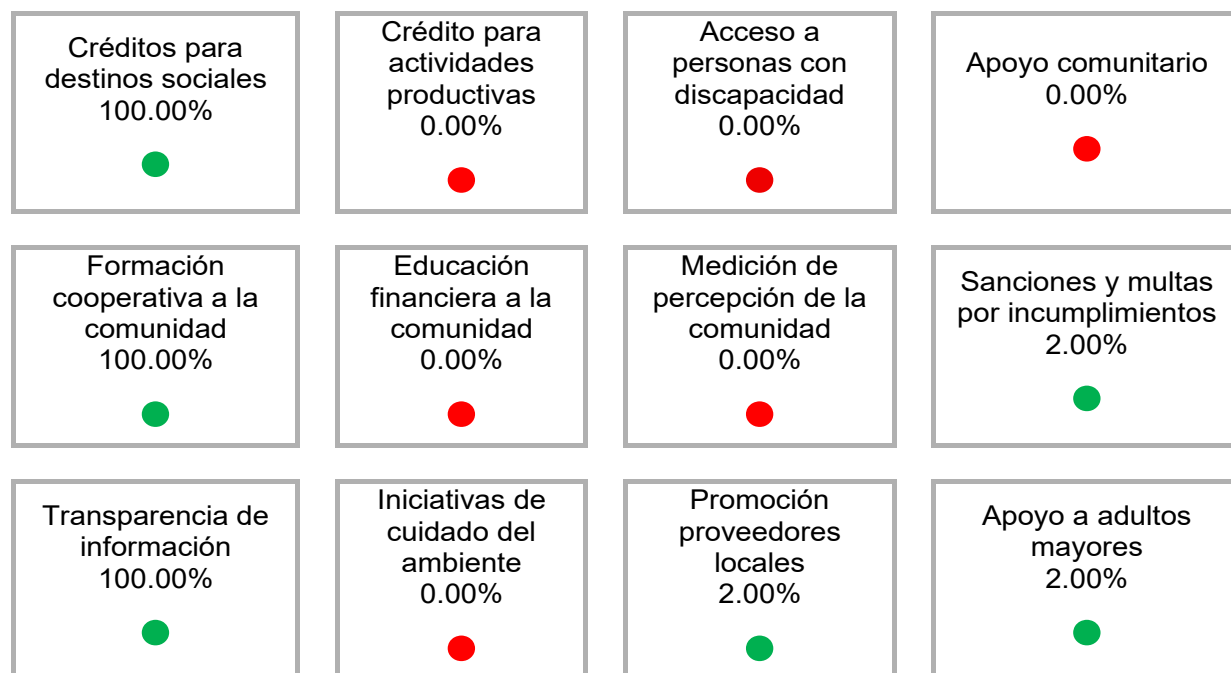 Créditos para
destinos sociales
100.00%
Crédito para
actividades
productivas
0.00%
Acceso a
personas con
discapacidad
0.00%
Apoyo comunitario
0.00%
Formación
cooperativa a la
comunidad
100.00%
Educación
financiera a la
comunidad
0.00%
Medición de
percepción de la
comunidad
0.00%
Sanciones y multas
por incumplimientos
2.00%
Transparencia de
información
100.00%
Iniciativas de
cuidado del
ambiente
0.00%
Promoción
proveedores
locales
2.00%
Apoyo a adultos
mayores
2.00%